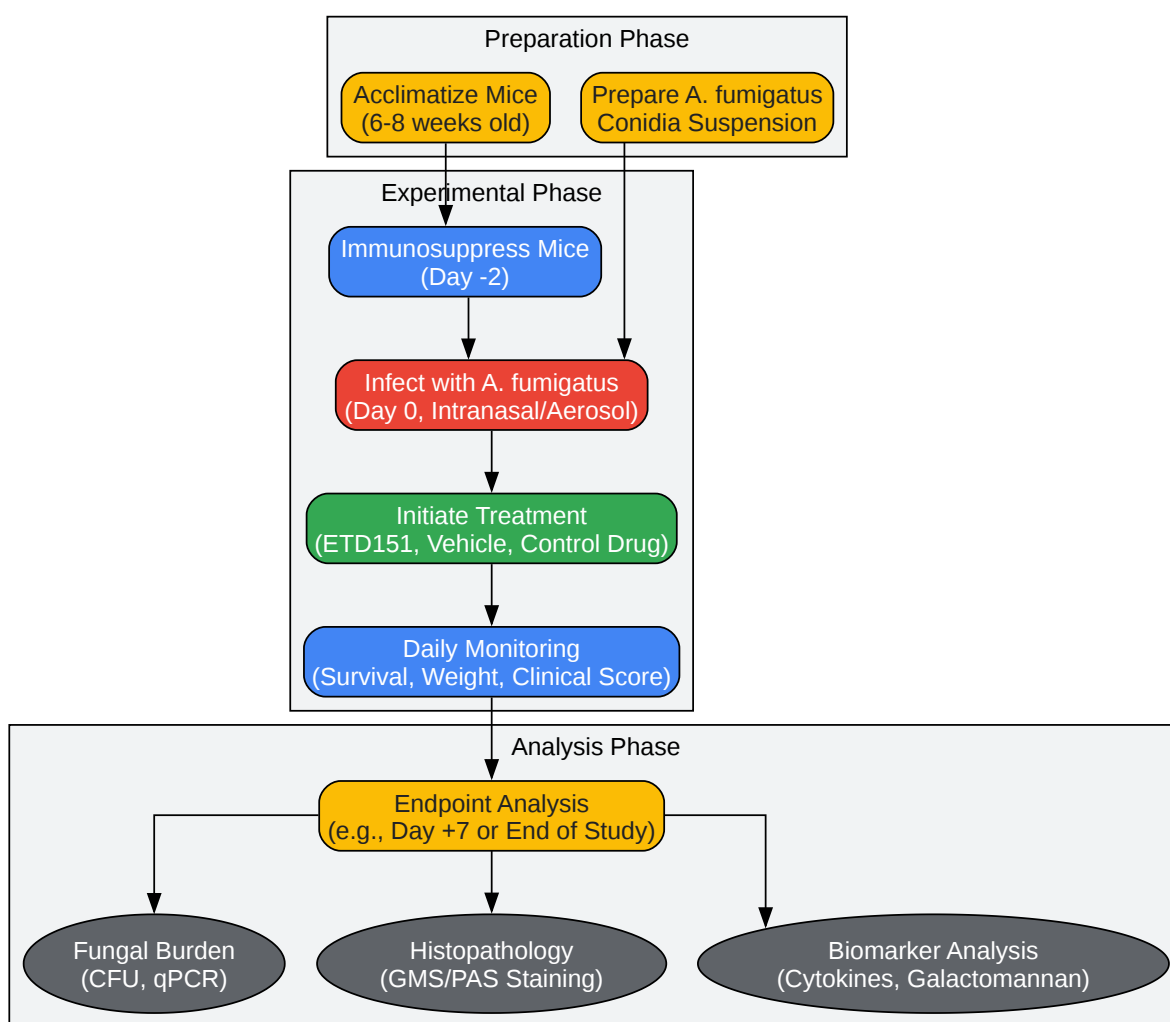 Preparation Phase
Acclimatize Mice
(6-8 weeks old)
Prepare A. fumigatus
Conidia Suspension
Experimental Phase
Immunosuppress Mice
(Day -2)
Infect with A. fumigatus
(Day 0, Intranasal/Aerosol)
Initiate Treatment
(ETD151, Vehicle, Control Drug)
Daily Monitoring
(Survival, Weight, Clinical Score)
Analysis Phase
Endpoint Analysis
(e.g., Day +7 or End of Study)
Fungal Burden
(CFU, qPCR)
Histopathology
(GMS/PAS Staining)
Biomarker Analysis
(Cytokines, Galactomannan)